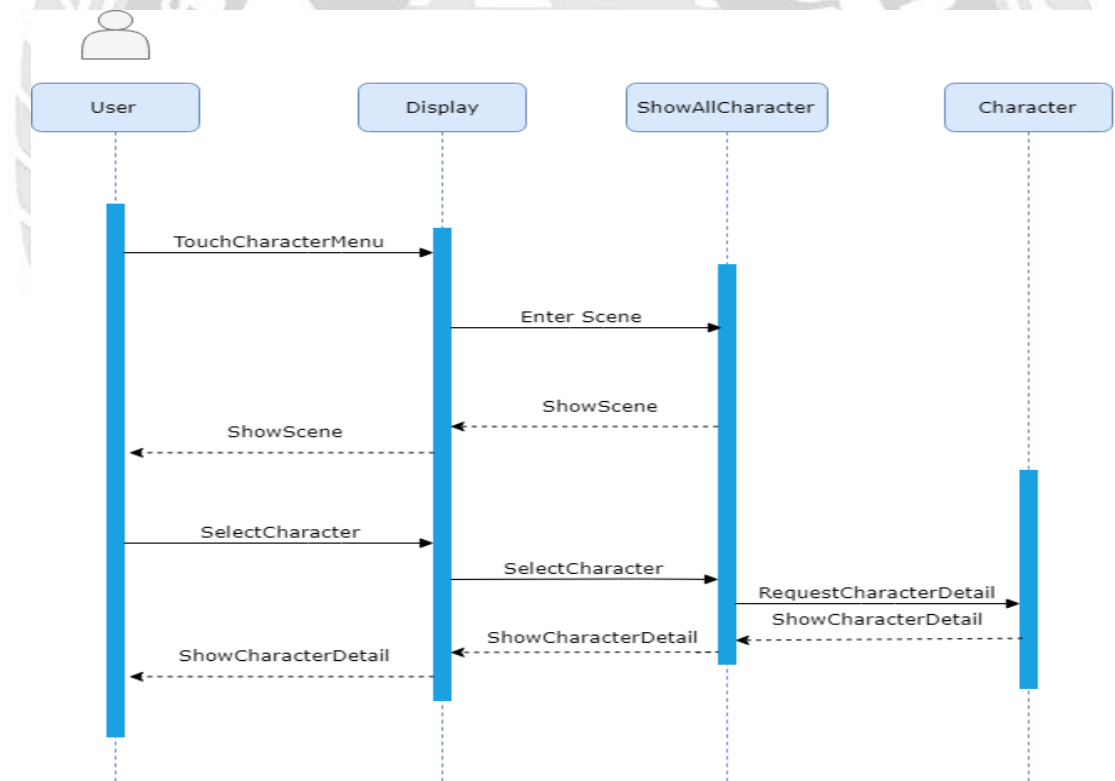 User
Display
ShowAllCharacter
Character
TouchCharacterMenu
Enter Scene
ShowScene
ShowScene
SelectCharacter
SelectCharacter
RequestCharacterDetail
ShowCharacterDetail
ShowCharacterDetail
ShowCharacterDetail